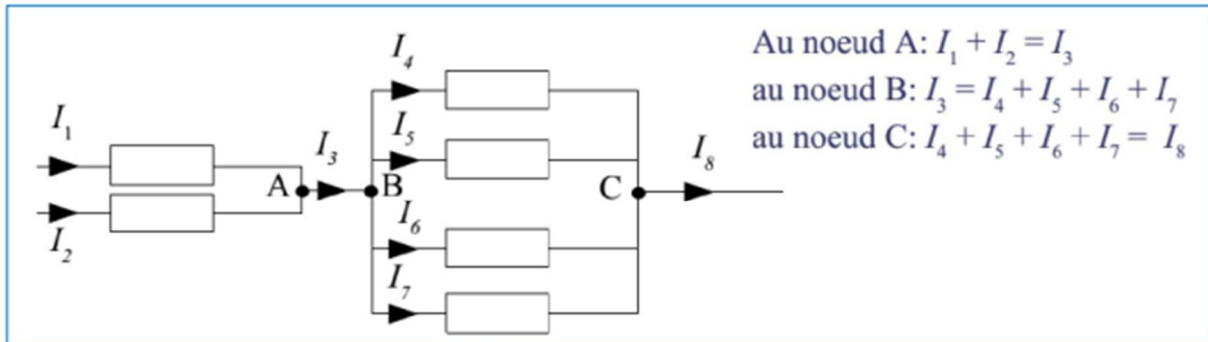 I₄
Au noeud A: I₁ + I₂ = I₃
au noeud B: I₃ = I₄ + I₅ + I₆ + I₇
au noeud C: I₄ + I₅ + I₆ + I₇ = I₈
I₁
I₅
I₃
I₈
A
B
C
I₆
I₂
I₇